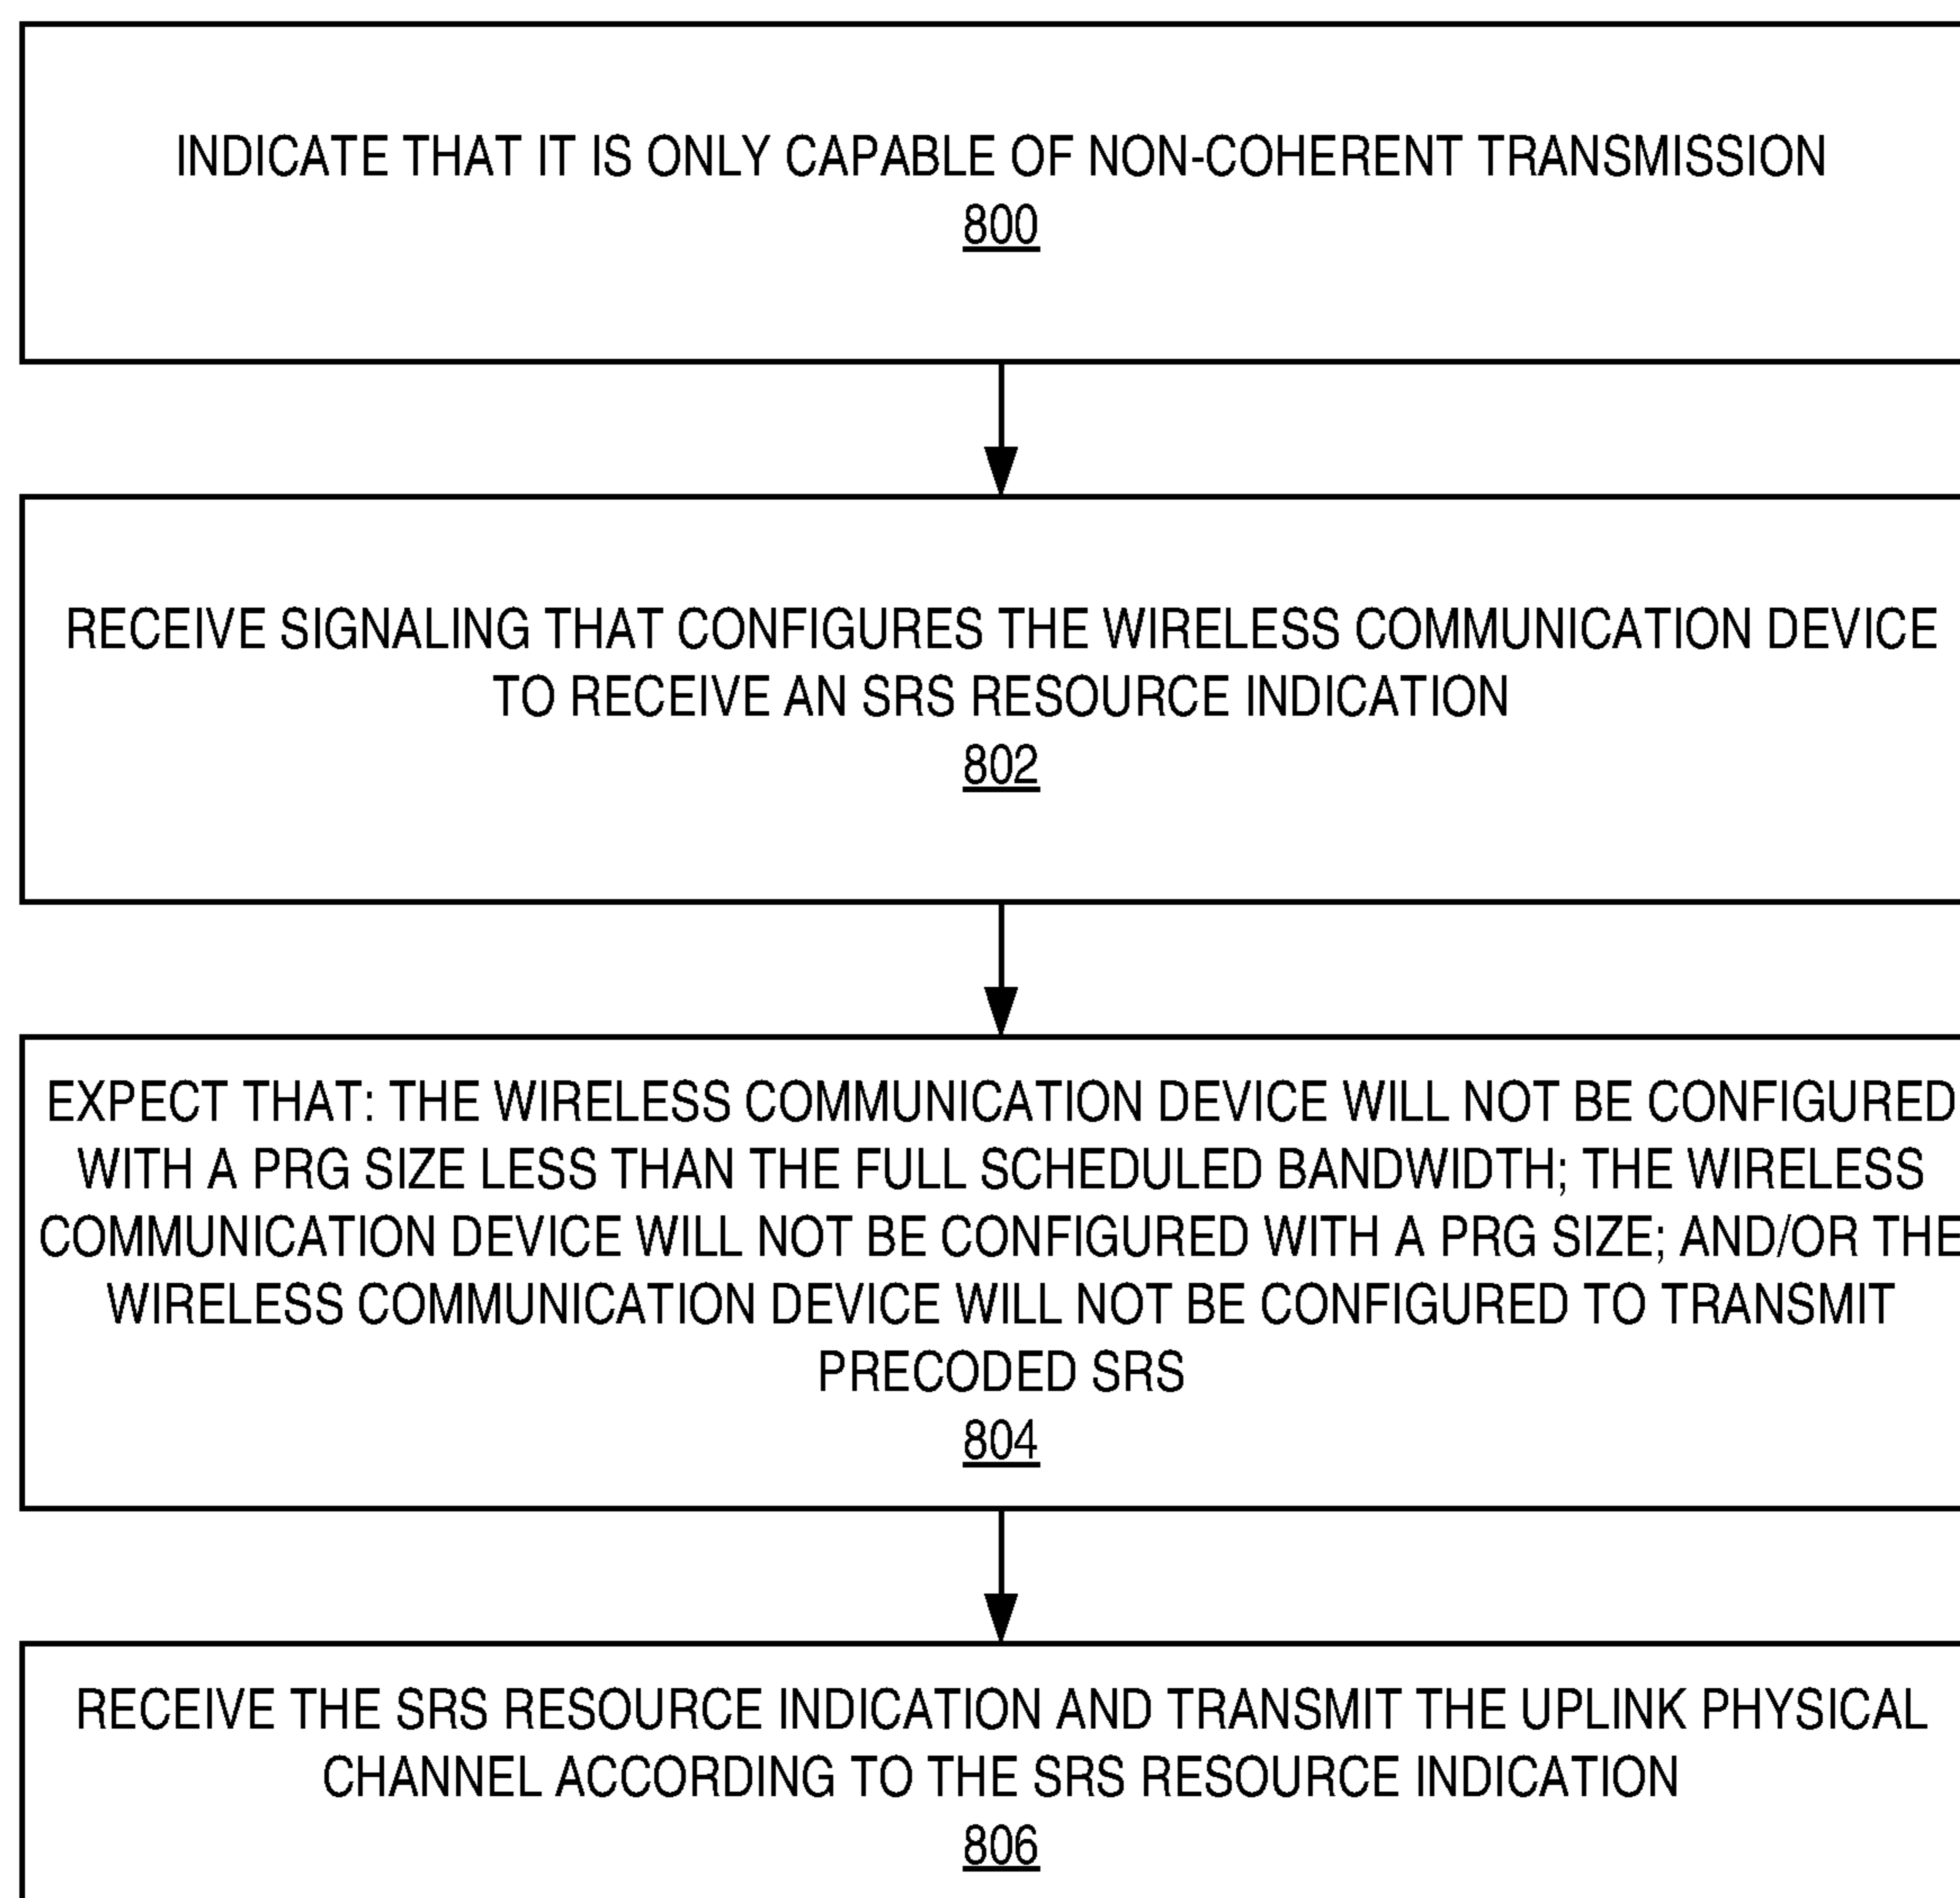 INDICATE THAT IT IS ONLY CAPABLE OF NON-COHERENT TRANSMISSION
800
RECEIVE SIGNALING THAT CONFIGURES THE WIRELESS COMMUNICATION DEVICE
TO RECEIVE AN SRS RESOURCE INDICATION
802
EXPECT THAT: THE WIRELESS COMMUNICATION DEVICE WILL NOT BE CONFIGURED
WITH A PRG SIZE LESS THAN THE FULL SCHEDULED BANDWIDTH; THE WIRELESS
COMMUNICATION DEVICE WILL NOT BE CONFIGURED WITH A PRG SIZE; AND/OR THE
WIRELESS COMMUNICATION DEVICE WILL NOT BE CONFIGURED TO TRANSMIT
PRECODED SRS
804
RECEIVE THE SRS RESOURCE INDICATION AND TRANSMIT THE UPLINK PHYSICAL
CHANNEL ACCORDING TO THE SRS RESOURCE INDICATION
806